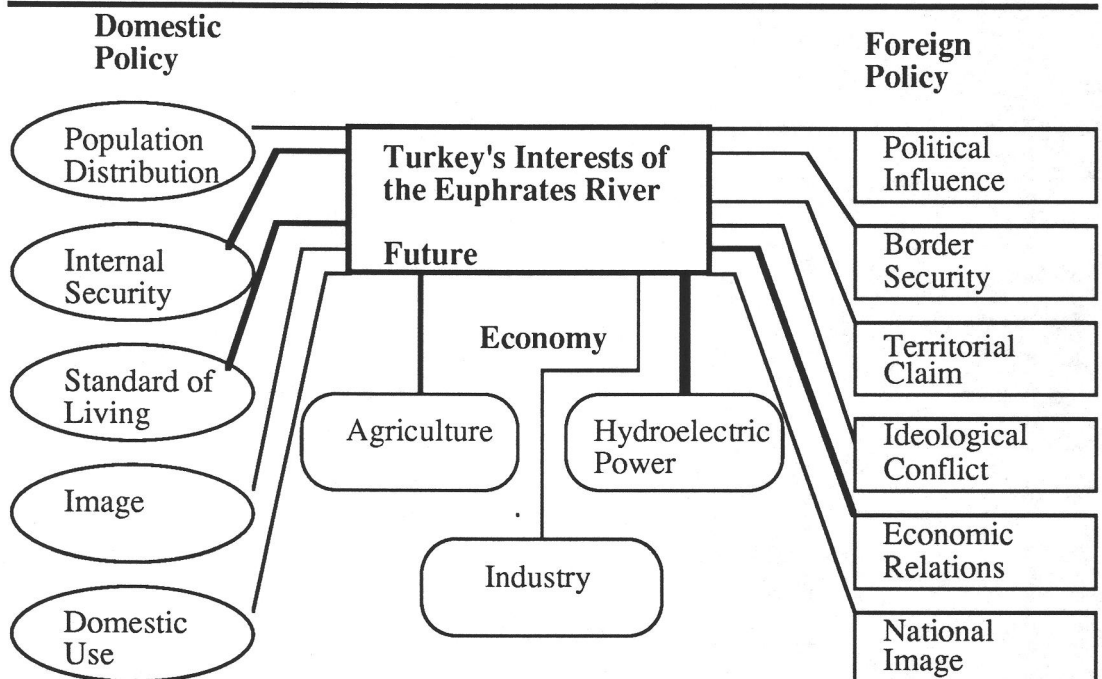 Domestic
Policy
Foreign
Policy
Population
Distribution
Internal
Security
Standard of
Living
Image
Domestic
Use
Turkey's Interests of
the Euphrates River
Future
Economy
Agriculture
Hydroelectric
Power
Industry
Political
Influence
Border
Security
Territorial
Claim
Ideological
Conflict
Economic
Relations
National
Image